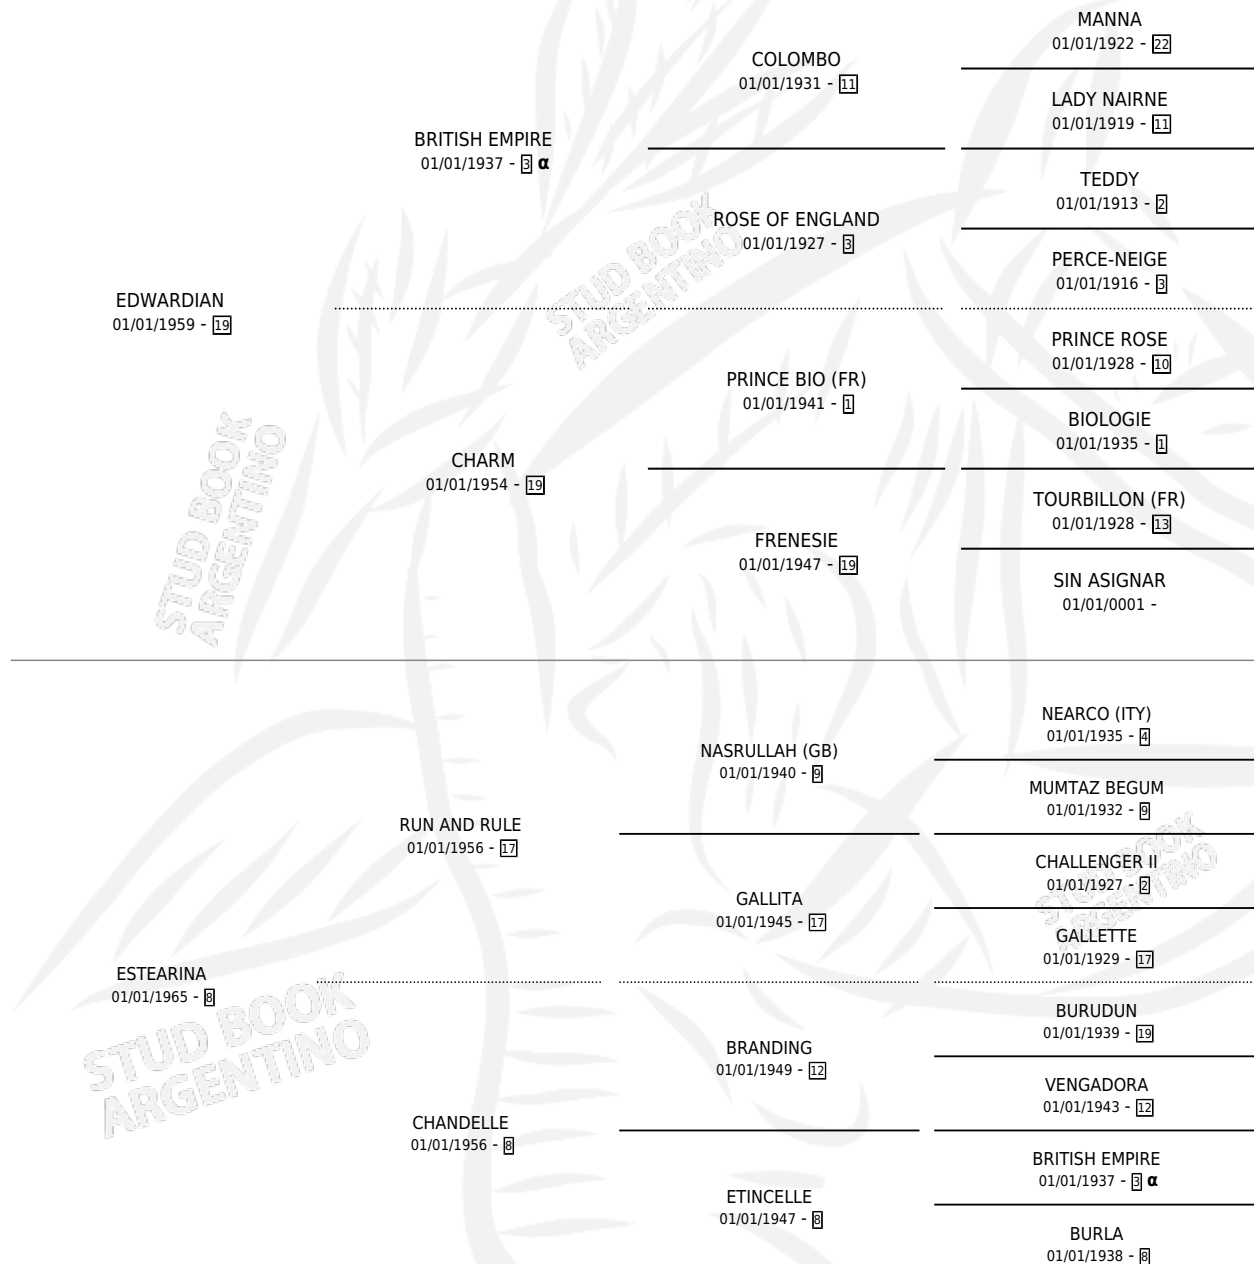 MANNA
01/01/1922 - 22
COLOMBO
01/01/1931 - 11
LADY NAIRNE
01/01/1919 - 11
BRITISH EMPIRE
01/01/1937 - 3 α
TEDDY
01/01/1913 - 2
ROSE OF ENGLAND
01/01/1927 - 3
PERCE-NEIGE
01/01/1916 - 3
EDWARDIAN
01/01/1959 - 19
PRINCE ROSE
01/01/1928 - 10
PRINCE BIO (FR)
01/01/1941 - 1
BIOLOGIE
01/01/1935 - 1
CHARM
01/01/1954 - 19
TOURBILLON (FR)
01/01/1928 - 13
FRENESIE
01/01/1947 - 19
SIN ASIGNAR
01/01/0001 -
NEARCO (ITY)
01/01/1935 - 4
NASRULLAH (GB)
01/01/1940 - 9
MUMTAZ BEGUM
01/01/1932 - 9
RUN AND RULE
01/01/1956 - 17
CHALLENGER II
01/01/1927 - 2
GALLITA
01/01/1945 - 17
GALLETTE
01/01/1929 - 17
ESTEARINA
01/01/1965 - 8
BURUDUN
01/01/1939 - 19
BRANDING
01/01/1949 - 12
VENGADORA
01/01/1943 - 12
CHANDELLE
01/01/1956 - 8
BRITISH EMPIRE
01/01/1937 - 3 α
ETINCELLE
01/01/1947 - 8
BURLA
01/01/1938 - 8
STUD BOOK
ARGENTINO
STUD BOOK
ARGENTINO
STUD BOOK
ARGENTINO
STUD BOOK
ARGENTINO